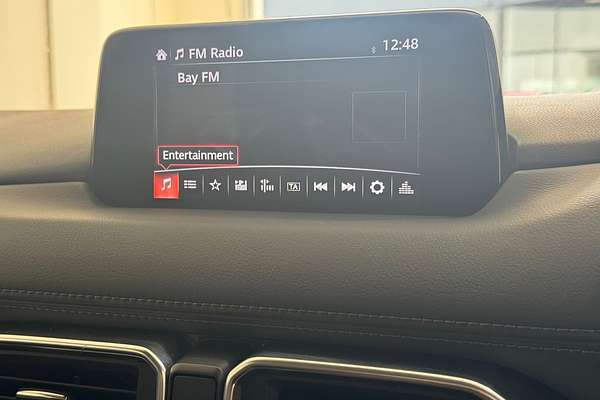 FM Radio
12:48
Bay FM
Entertainment
TA